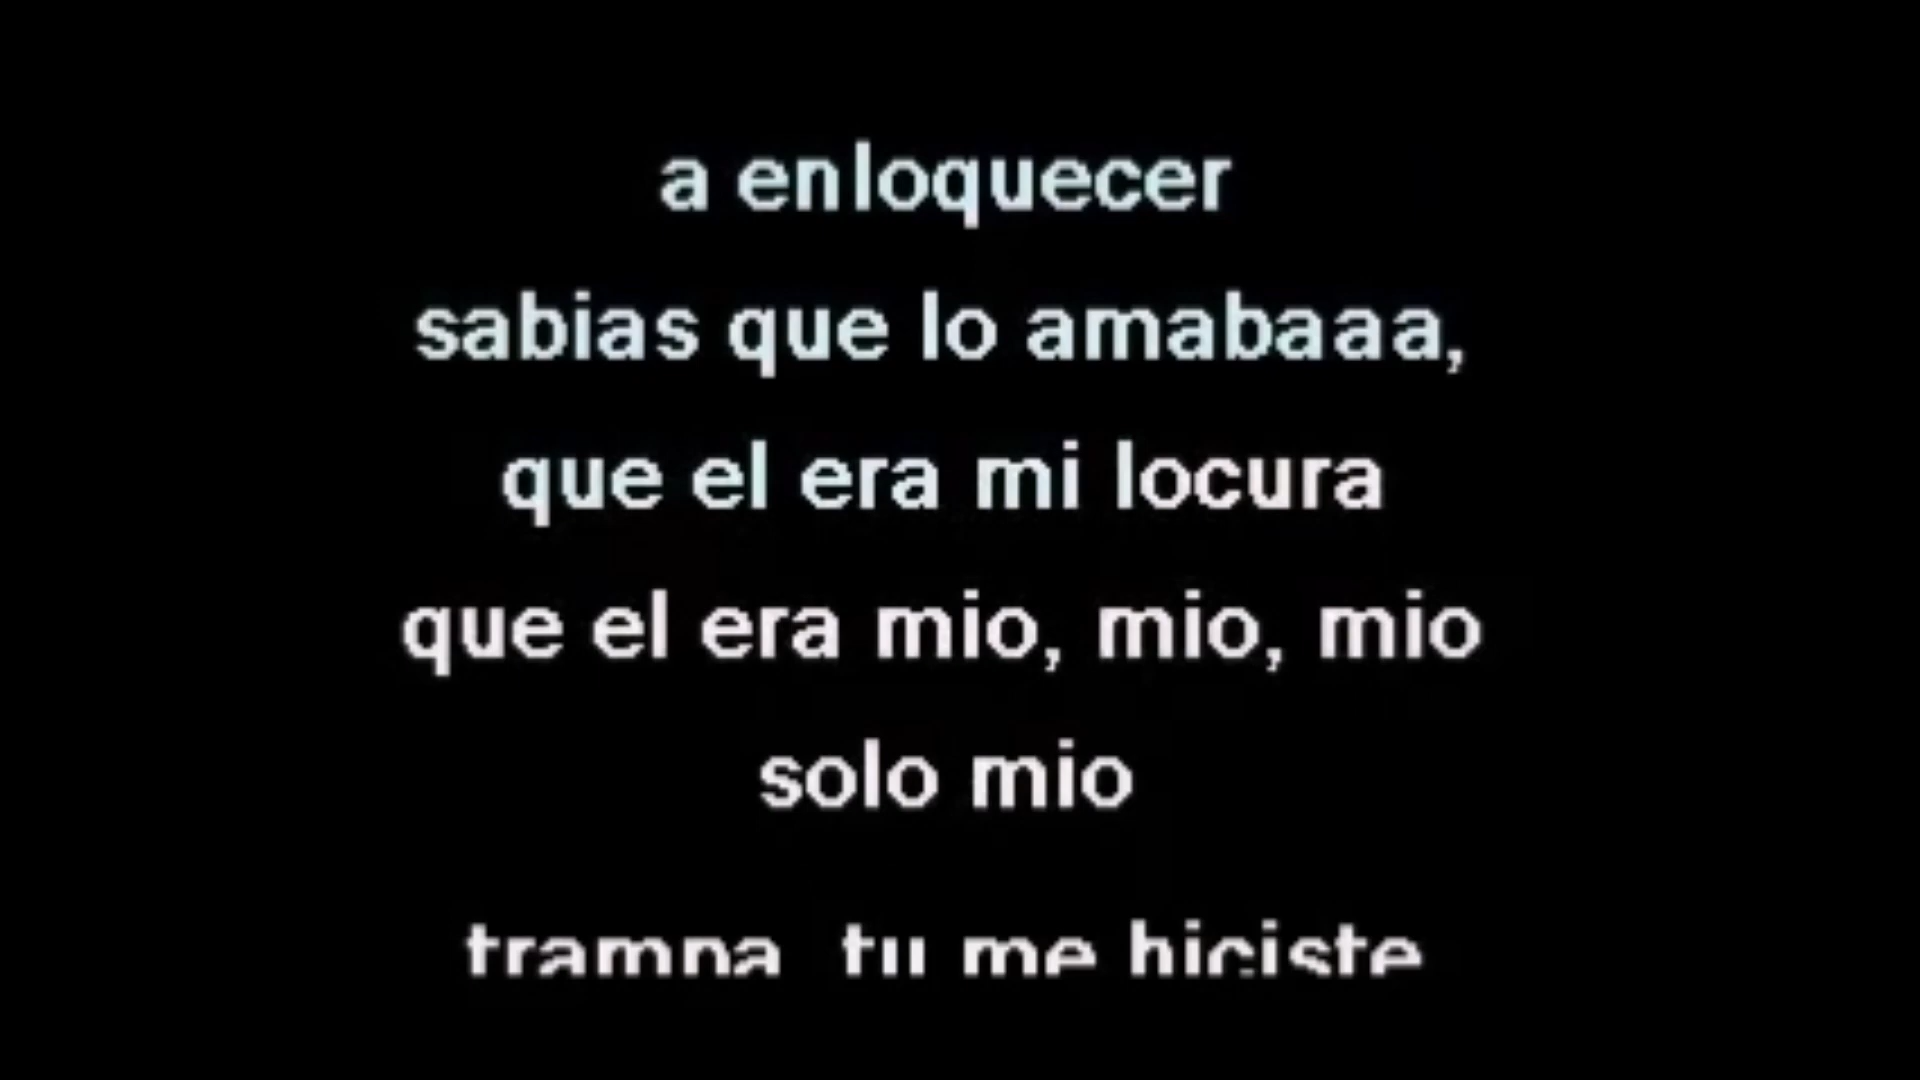 a enloquecer
sabias que lo amabaaa,
que el era mi locura
que el era mio, mio, mio
solo mio
trampa tu me hiciste